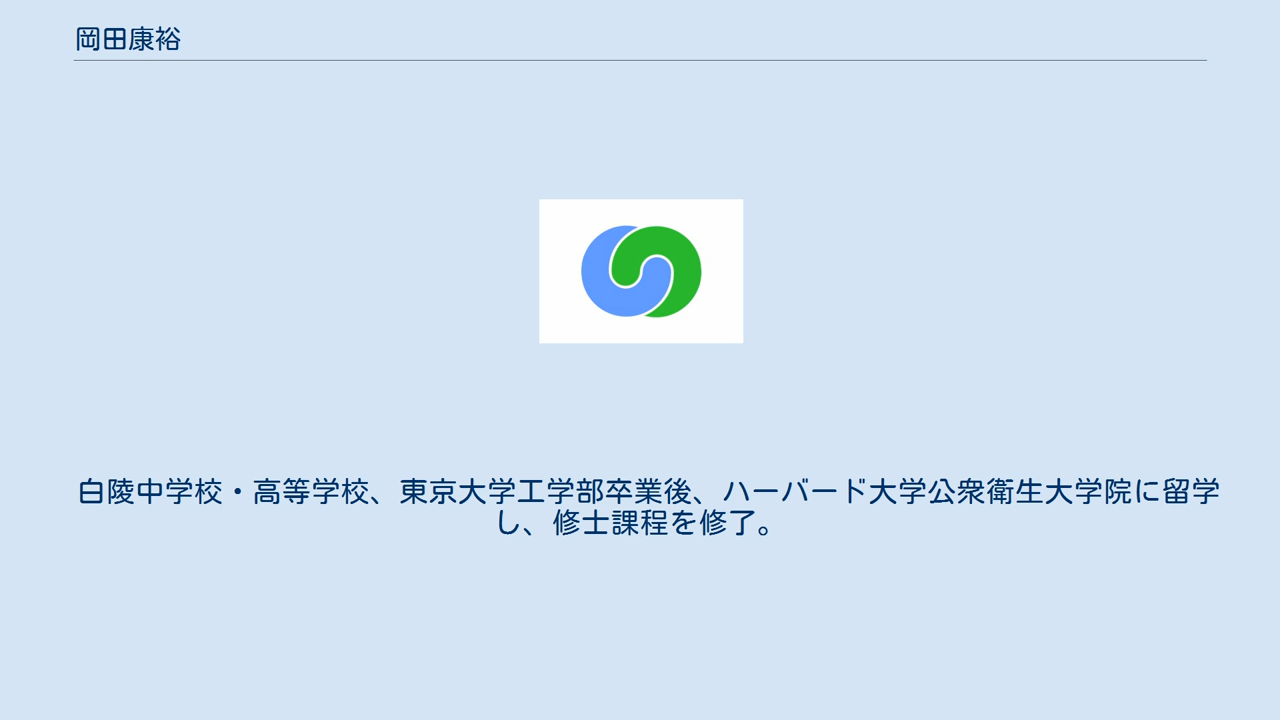 岡田康裕
白陵中学校・高等学校、東京大学工学部卒業後、ハーバード大学公衆衛生大学院に留学
し、修士課程を修了。